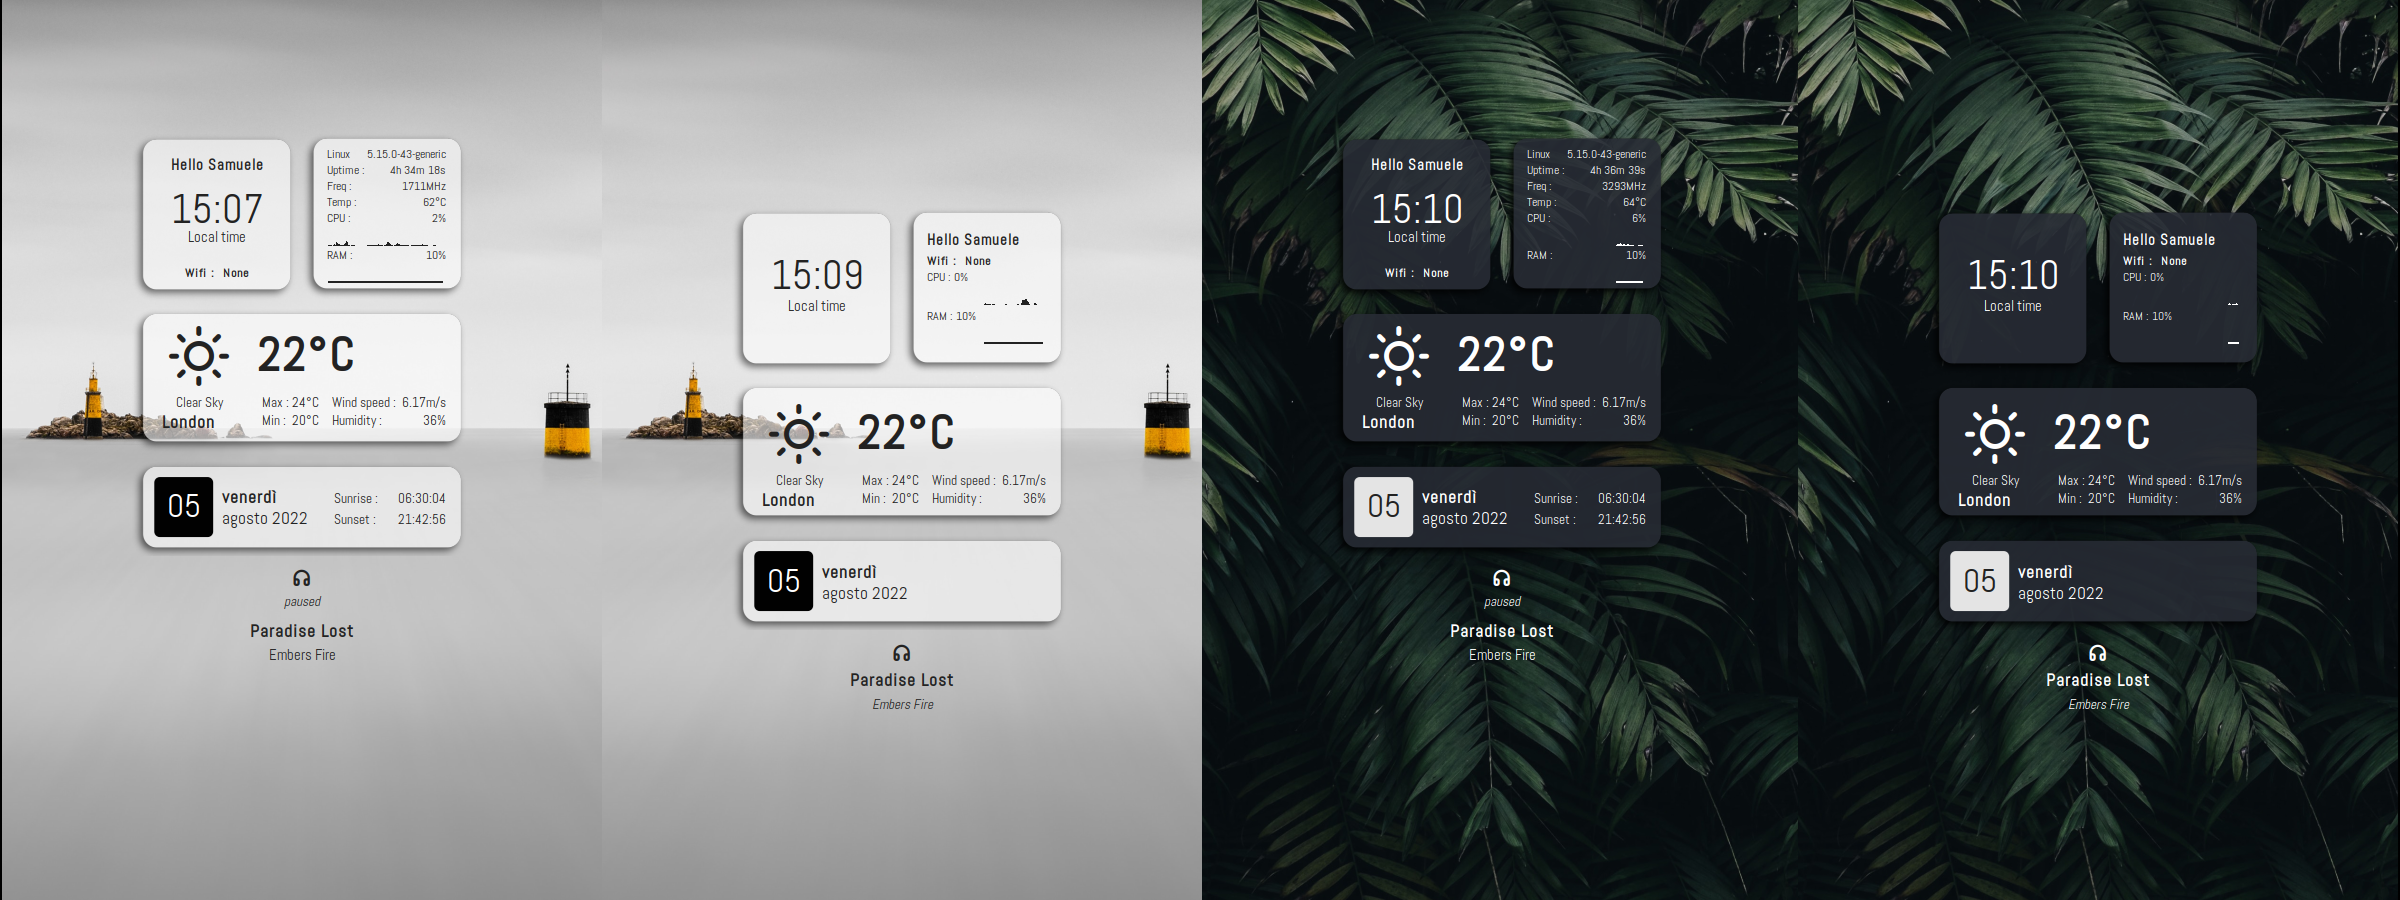 Hello Samuele
15:07
Local time
Wifi : None
Linux 5.15.0-43-generic
Uptime : 4h 34m 18s
Freq : 1711MHz
Temp : 62°C
CPU : 2%
RAM : 10%
22°C
Clear Sky
London
Max : 24°C Wind speed : 6.17m/s
Min : 20°C Humidity : 36%
05
venerdì
agosto 2022
Sunrise : 06:30:04
Sunset : 21:42:56
paused
Paradise Lost
Embers Fire
15:09
Local time
Hello Samuele
Wifi : None
CPU : 0%
RAM : 10%
22°C
Clear Sky
London
Max : 24°C Wind speed : 6.17m/s
Min : 20°C Humidity : 36%
05
venerdì
agosto 2022
Paradise Lost
Embers Fire
Hello Samuele
15:10
Local time
Wifi : None
Linux 5.15.0-43-generic
Uptime : 4h 36m 39s
Freq : 3293MHz
Temp : 64°C
CPU : 6%
RAM : 10%
22°C
Clear Sky
London
Max : 24°C Wind speed : 6.17m/s
Min : 20°C Humidity : 36%
05
venerdì
agosto 2022
Sunrise : 06:30:04
Sunset : 21:42:56
paused
Paradise Lost
Embers Fire
15:10
Local time
Hello Samuele
Wifi : None
CPU : 0%
RAM : 10%
22°C
Clear Sky
London
Max : 24°C Wind speed : 6.17m/s
Min : 20°C Humidity : 36%
05
venerdì
agosto 2022
Paradise Lost
Embers Fire